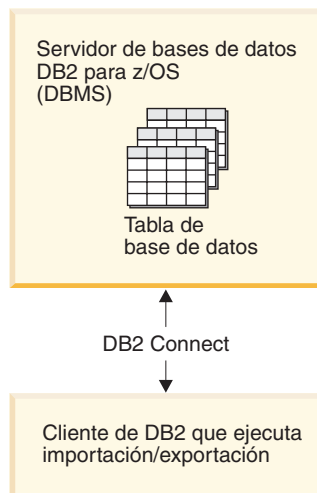 Servidor de bases de datos
DB2 para z/OS
(DBMS)
Tabla de
base de datos
DB2 Connect
Cliente de DB2 que ejecuta
importación/exportación